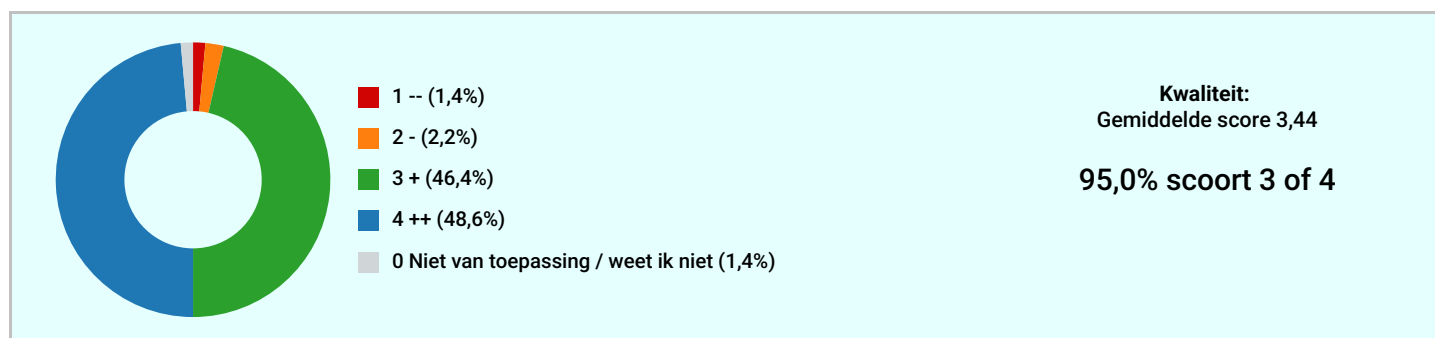 1 -- (1,4%)
2 - (2,2%)
3 + (46,4%)
4 ++ (48,6%)
0 Niet van toepassing / weet ik niet (1,4%)
Kwaliteit:
Gemiddelde score 3,44
95,0% scoort 3 of 4